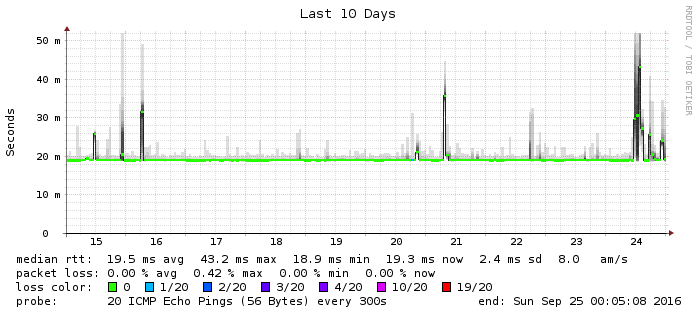 Last 10 Days
RRDTOOL / TOBI OETIKER
Seconds
50 m
40 m
30 m
20 m
10 m
0
15 16 17 18 19 20 21 22 23 24
median rtt: 19.5 ms avg 43.2 ms max 18.9 ms min 19.3 ms now 2.4 ms sd 8.0 am/s
packet loss: 0.00 % avg 0.42 % max 0.00 % min 0.00 % now
loss color: 0 1/20 2/20 3/20 4/20 10/20 19/20
probe: 20 ICMP Echo Pings (56 Bytes) every 300s end: Sun Sep 25 00:05:08 2016